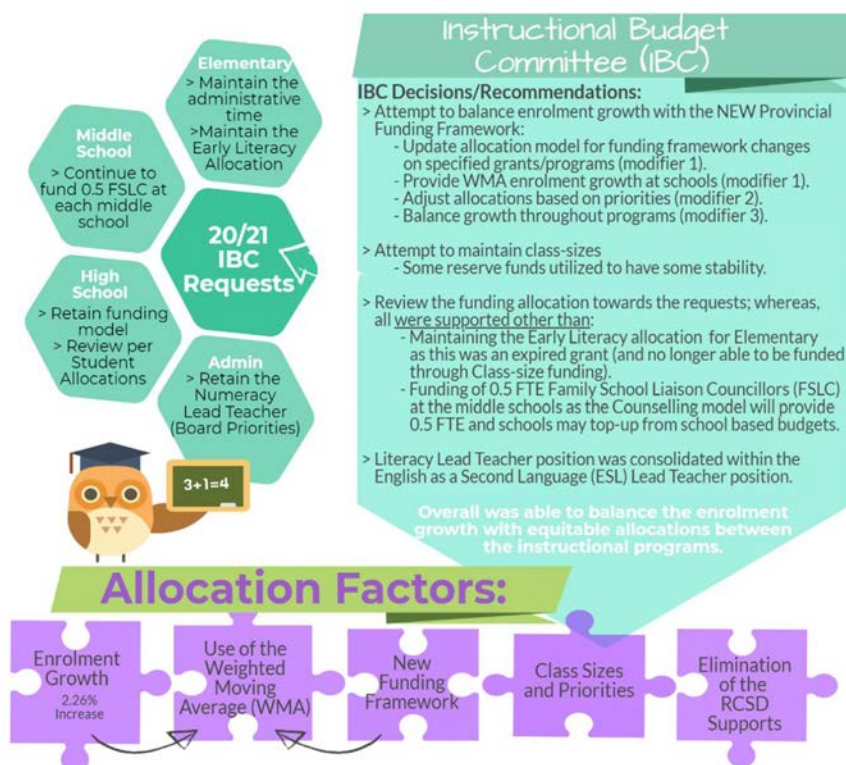 Elementary
> Maintain the
administrative
time
>Maintain the
Early Literacy
Allocation
Middle
School
> Continue to
fund 0.5 FSLC at
each middle
school
20/21
IBC
Requests
High
School
> Retain funding
model
> Review per
Student
Allocations
Admin
> Retain the
Numeracy
Lead Teacher
(Board Priorities)
3+1=4
Instructional Budget
Committee (IBC)
IBC Decisions/Recommendations:
> Attempt to balance enrolment growth with the NEW Provincial
Funding Framework:
- Update allocation model for funding framework changes
on specified grants/programs (modifier 1).
- Provide WMA enrolment growth at schools (modifier 1).
- Adjust allocations based on priorities (modifier 2).
- Balance growth throughout programs (modifier 3).
> Attempt to maintain class-sizes
- Some reserve funds utilized to have some stability.
> Review the funding allocation towards the requests; whereas,
all were supported other than:
- Maintaining the Early Literacy allocation for Elementary
as this was an expired grant (and no longer able to be funded
through Class-size funding).
- Funding of 0.5 FTE Family School Liaison Councillors (FSLC)
at the middle schools as the Counselling model will provide
0.5 FTE and schools may top-up from school based budgets.
> Literacy Lead Teacher position was consolidated within the
English as a Second Language (ESL) Lead Teacher position.
Overall was able to balance the enrolment
growth with equitable allocations between
the instructional programs.
Allocation Factors:
Enrolment
Growth
2.26%
Increase
Use of the
Weighted
Moving
Average (WMA)
New
Funding
Framework
Class Sizes
and Priorities
Elimination
of the
RCSD
Supports